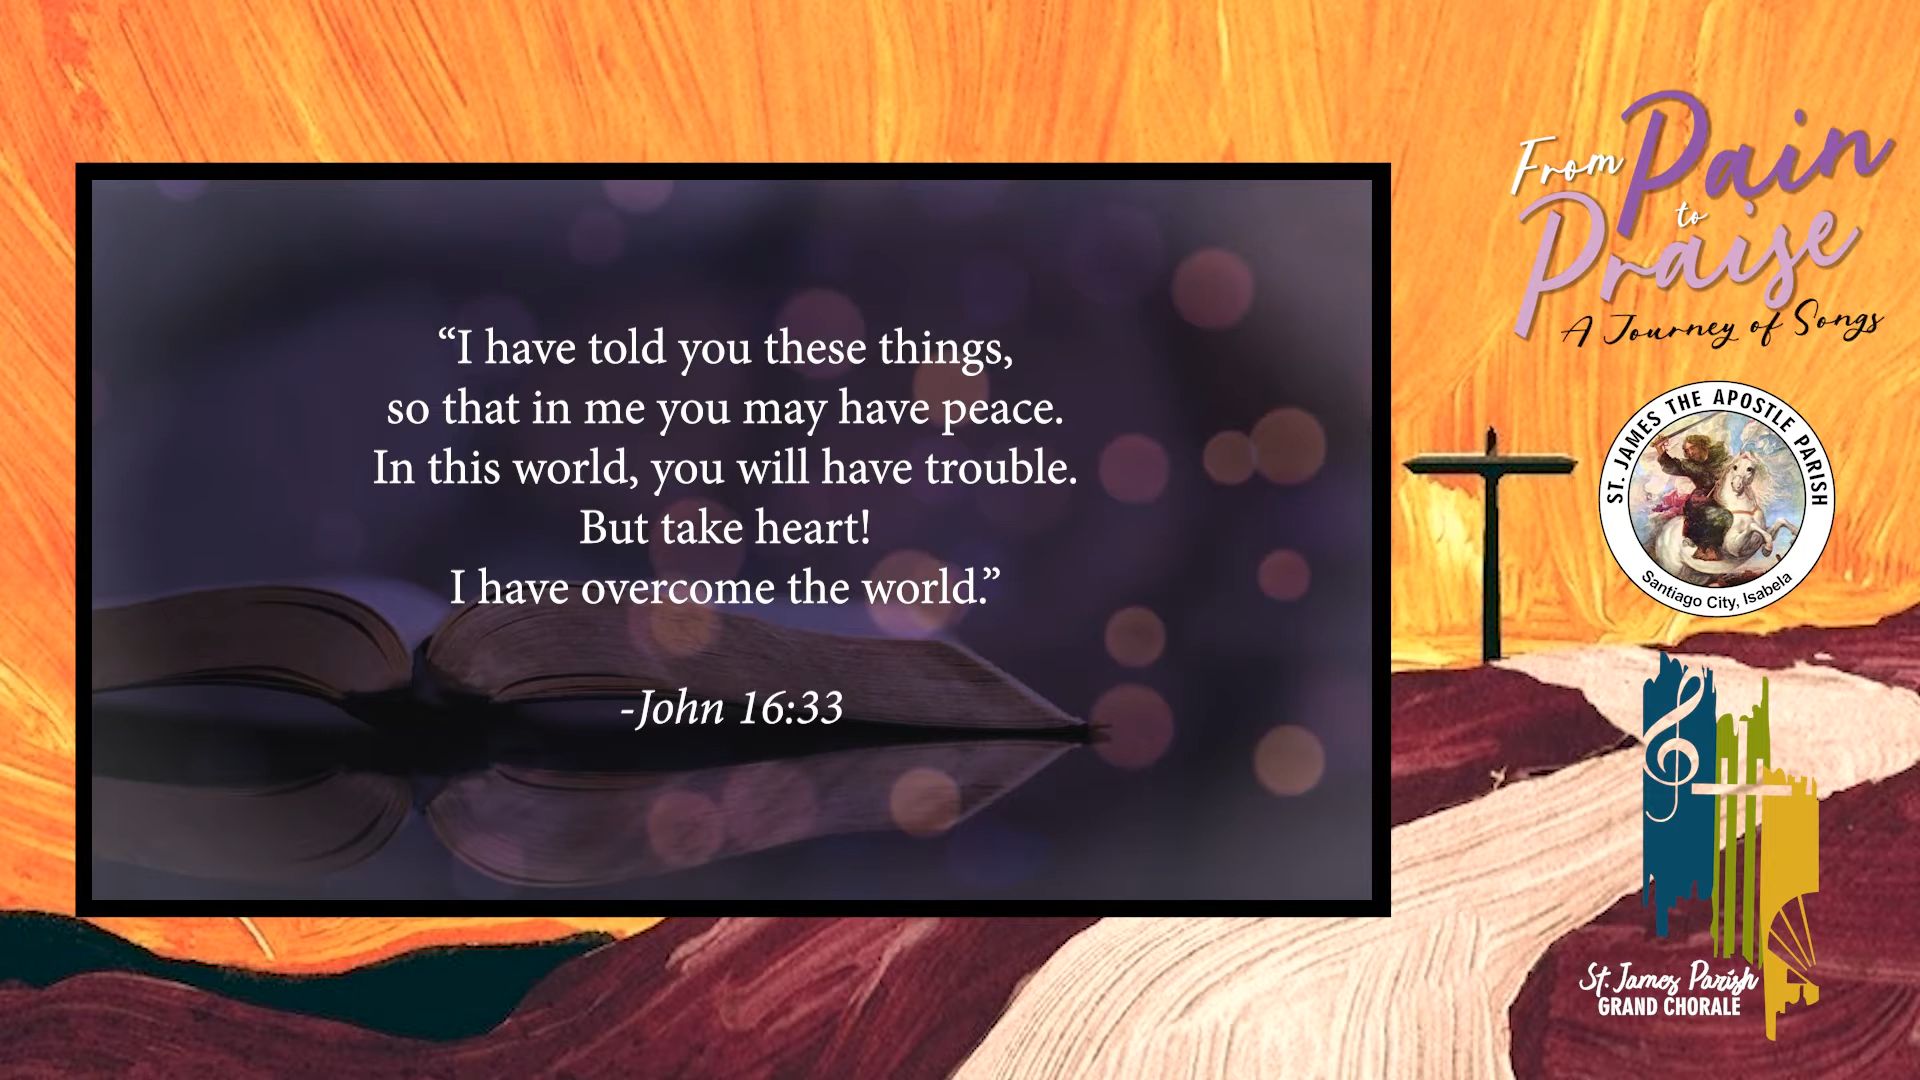 “I have told you these things,
so that in me you may have peace.
In this world, you will have trouble.
But take heart!
I have overcome the world.”
-John 16:33
From Pain
to
Praise
A Journey of Songs
ST. JAMES THE APOSTLE PARISH
Santiago City, Isabela
St. James Parish
GRAND CHORALE